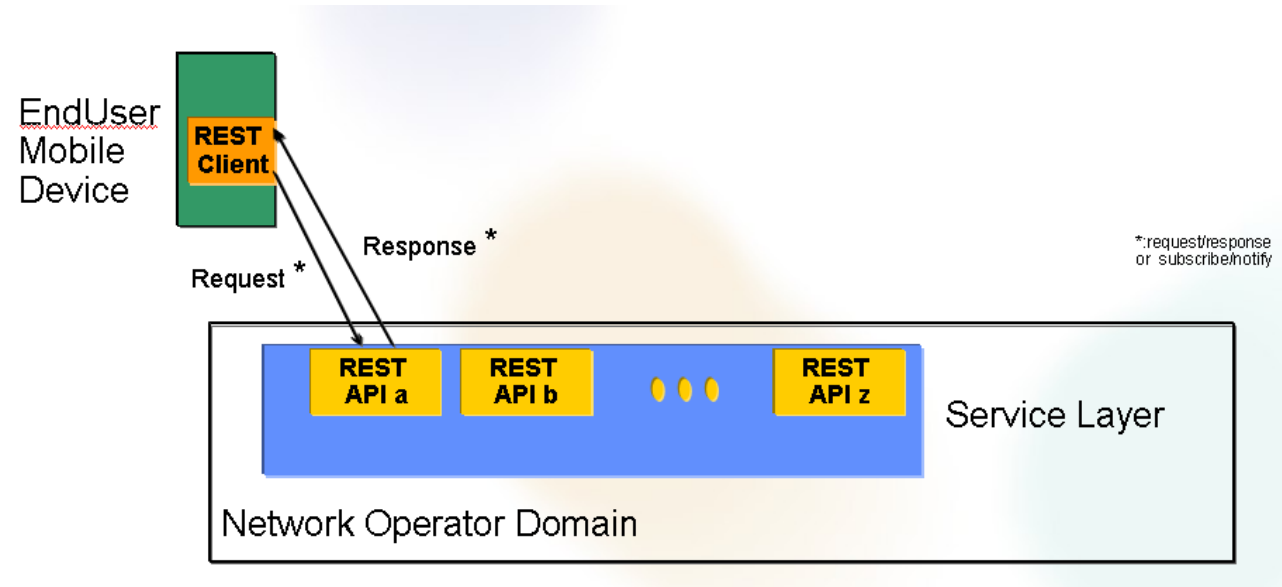 EndUser
Mobile
Device
REST
Client
Response *
Request *
*:request/response
or subscribe/notify
REST
API a
REST
API b
REST
API z
Service Layer
Network Operator Domain